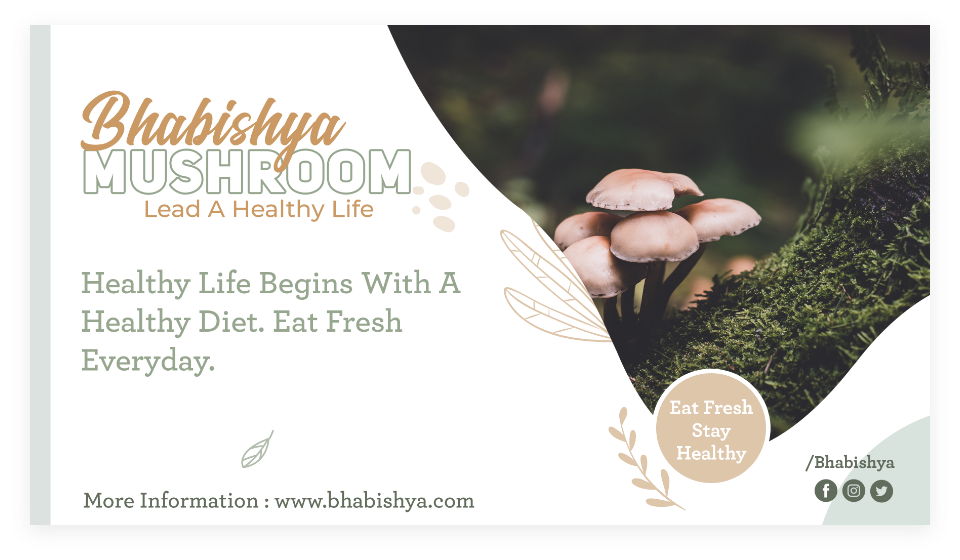 Bhabishya
MUSHROOM
Lead A Healthy Life
Healthy Life Begins With A
Healthy Diet. Eat Fresh
Everyday.
Eat Fresh
Stay
Healthy
/Bhabishya
More Information : www.bhabishya.com